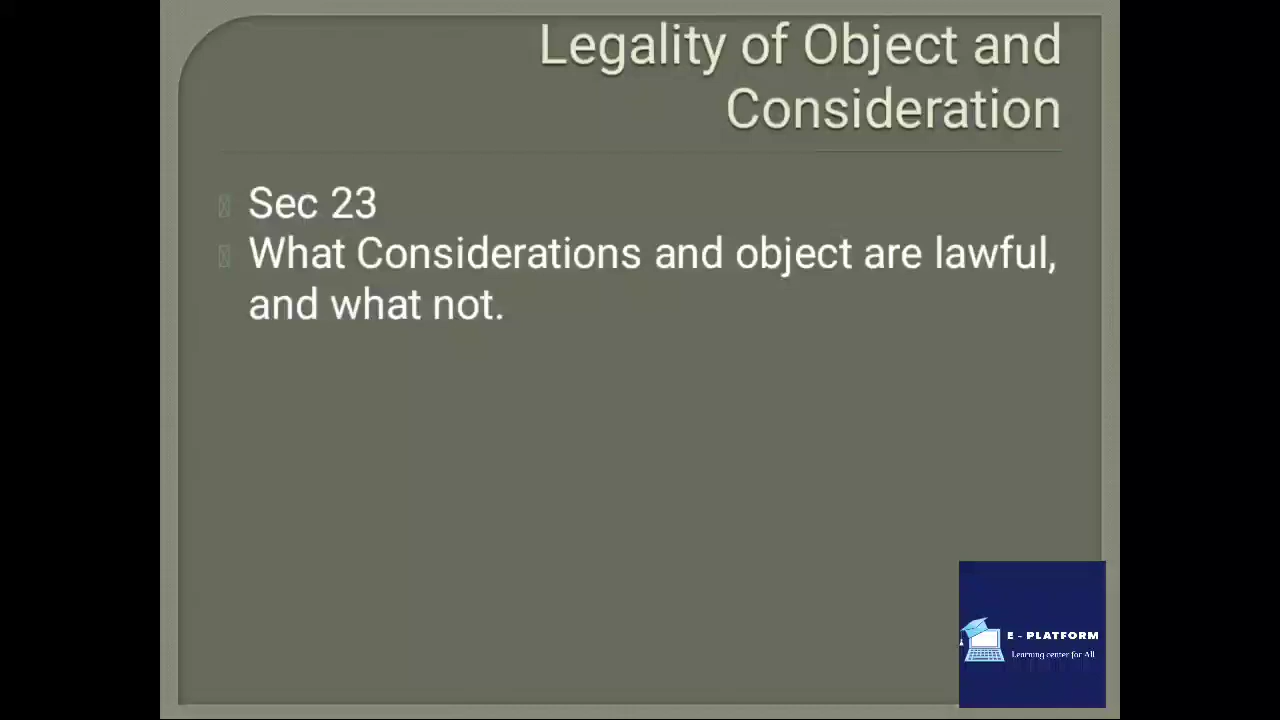 Legality of Object and
Consideration
Sec 23
What Considerations and object are lawful,
and what not.
E - PLATFORM
Learning center for All